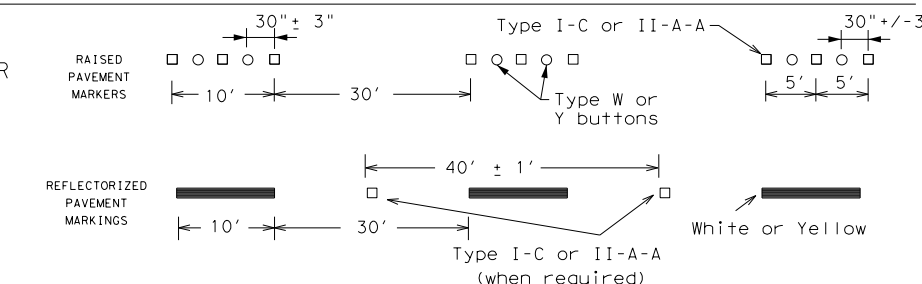 30"± 3"
Type I-C or II-A-A
30"+/-3
R
RAISED
PAVEMENT
MARKERS
10'
30'
Type W or
Y buttons
5'
5'
40' ± 1'
REFLECTORIZED
PAVEMENT
MARKINGS
10'
30'
White or Yellow
Type I-C or II-A-A
(when required)